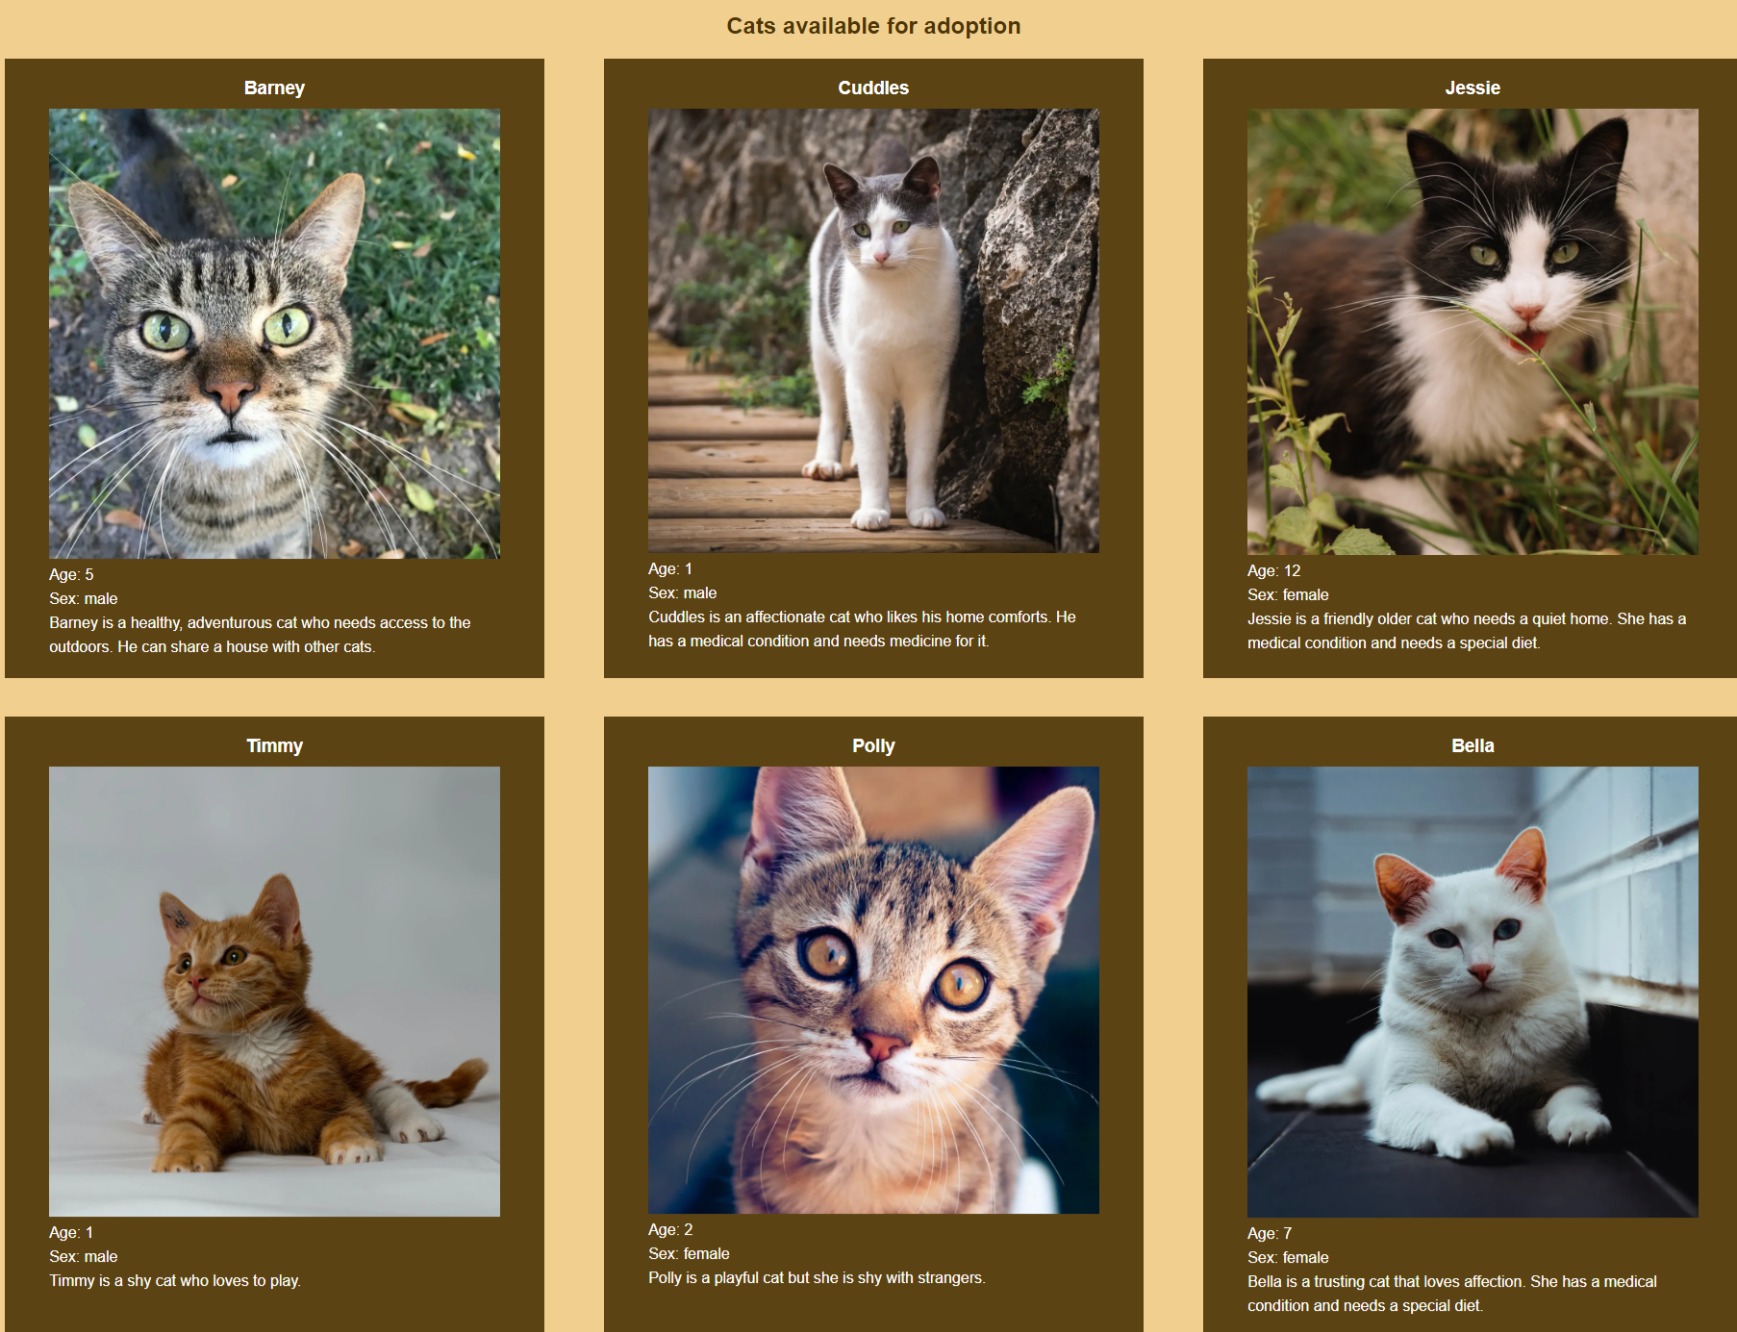 Cats available for adoption
Barney
Age: 5
Sex: male
Barney is a healthy, adventurous cat who needs access to the
outdoors. He can share a house with other cats.
Cuddles
Age: 1
Sex: male
Cuddles is an affectionate cat who likes his home comforts. He
has a medical condition and needs medicine for it.
Jessie
Age: 12
Sex: female
Jessie is a friendly older cat who needs a quiet home. She has a
medical condition and needs a special diet.
Timmy
Age: 1
Sex: male
Timmy is a shy cat who loves to play.
Polly
Age: 2
Sex: female
Polly is a playful cat but she is shy with strangers.
Bella
Age: 7
Sex: female
Bella is a trusting cat that loves affection. She has a medical
condition and needs a special diet.